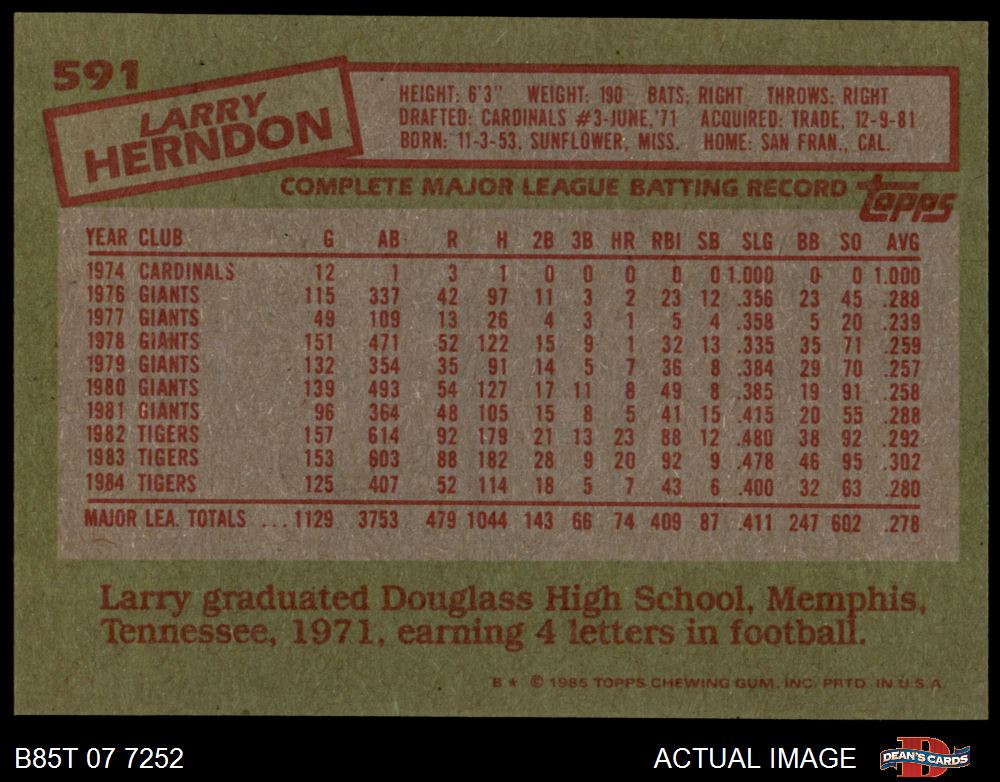 591
LARRY
HERNDON
HEIGHT: 6'3" WEIGHT: 190 BATS: RIGHT THROWS: RIGHT
DRAFTED: CARDINALS #3-JUNE,'71 ACQUIRED: TRADE, 12-9-81
BORN: 11-3-53, SUNFLOWER, MISS. HOME: SAN FRAN., CAL.
COMPLETE MAJOR LEAGUE BATTING RECORD topps
YEAR CLUB G AB R H 2B 3B HR RBI SB SLG BB SO AVG
1974 CARDINALS 12 1 3 1 0 0 0 0 0 1.000 0 0 1.000
1976 GIANTS 115 337 42 97 11 3 2 23 12 .356 23 45 .288
1977 GIANTS 49 109 13 26 4 3 1 5 4 .358 5 20 .239
1978 GIANTS 151 471 52 122 15 9 1 32 13 .335 35 71 .259
1979 GIANTS 132 354 35 91 14 5 7 36 8 .384 29 70 .257
1980 GIANTS 139 493 54 127 17 11 8 49 8 .385 19 91 .258
1981 GIANTS 96 364 48 105 15 8 5 41 15 .415 20 55 .288
1982 TIGERS 157 614 92 179 21 13 23 88 12 .480 38 92 .292
1983 TIGERS 153 603 88 182 28 9 20 92 9 .478 46 95 .302
1984 TIGERS 125 407 52 114 18 5 7 43 6 .400 32 63 .280
MAJOR LEA. TOTALS ...1129 3753 479 1044 143 66 74 409 87 .411 247 602 .278
Larry graduated Douglass High School, Memphis,
Tennessee, 1971, earning 4 letters in football.
B★ © 1985 TOPPS CHEWING GUM, INC. PRTD. IN U.S.A.
B85T 07 7252 ACTUAL IMAGE DEAN'S CARDS